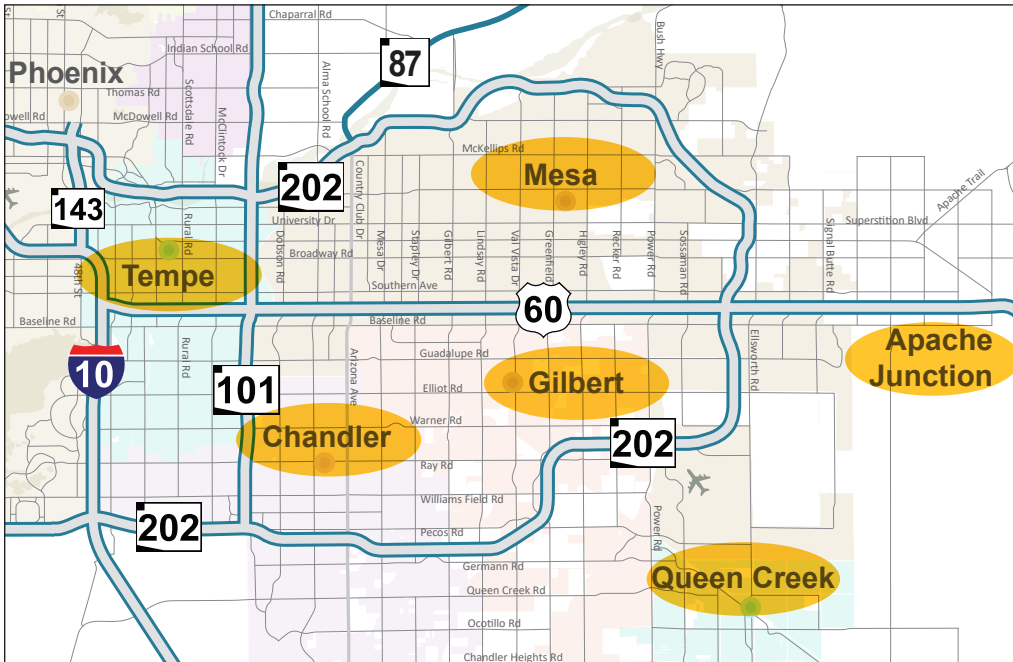 St
St
Chaparral Rd
Bush Hwy
Indian School Rd
87
Phoenix
Thomas Rd
Scottsdale Rd
McClintock Dr
Alma School Rd
owell Rd
McDowell Rd
McKellips Rd
Mesa
202
Country Club Dr
Apache Trail
143
University Dr
Superstition Blvd
Rural Rd
Broadway Rd
Dobson Rd
Mesa Dr
Stapley Dr
Gilbert Rd
Lindsay Rd
Val Vista Dr
Greenfield
Higley Rd
Recker Rd
Power Rd
Sossaman Rd
Signal Butte Rd
48th St
Tempe
Southern Ave
60
Baseline Rd
Baseline Rd
Rural Rd
Arizona Ave
Guadalupe Rd
Ellsworth Rd
Apache
Junction
10
101
Elliot Rd
Gilbert
Warner Rd
Chandler
202
Ray Rd
Williams Field Rd
202
Pecos Rd
Power Rd
Germann Rd
Queen Creek
Queen Creek Rd
Ocotillo Rd
Chandler Heights Rd